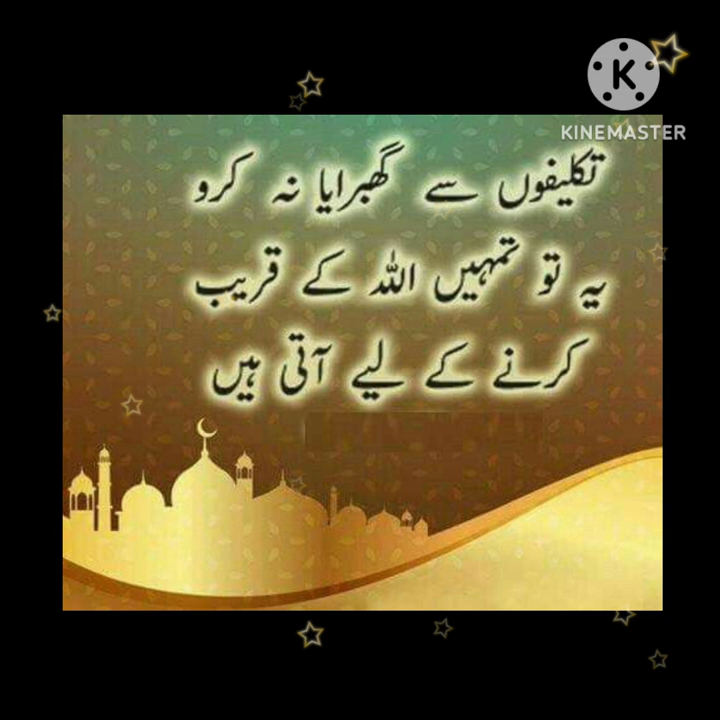 KINEMASTER
تکلیفوں سے گھبرایا نہ کرو
یہ تو تمہیں اللہ کے قریب
کرنے کے لیے آتی ہیں